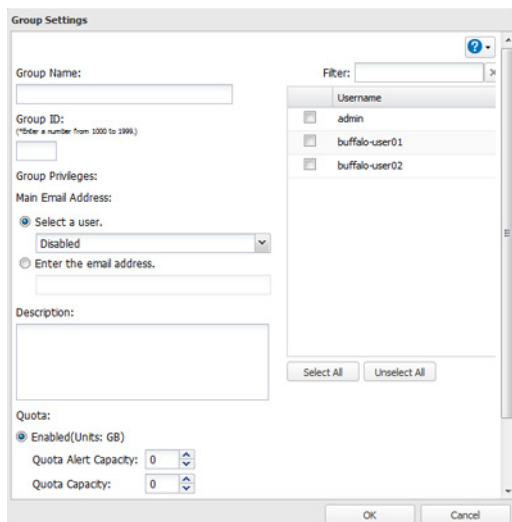 Group Settings
?
Group Name:
Filter:
Username
admin
buffalo-user01
buffalo-user02
Group ID:
(*Enter a number from 1000 to 1999.)
Group Privileges:
Main Email Address:
Select a user.
Disabled
Enter the email address.
Description:
Select All Unselect All
Quota:
Enabled(Units: GB)
Quota Alert Capacity: 0
Quota Capacity: 0
OK Cancel